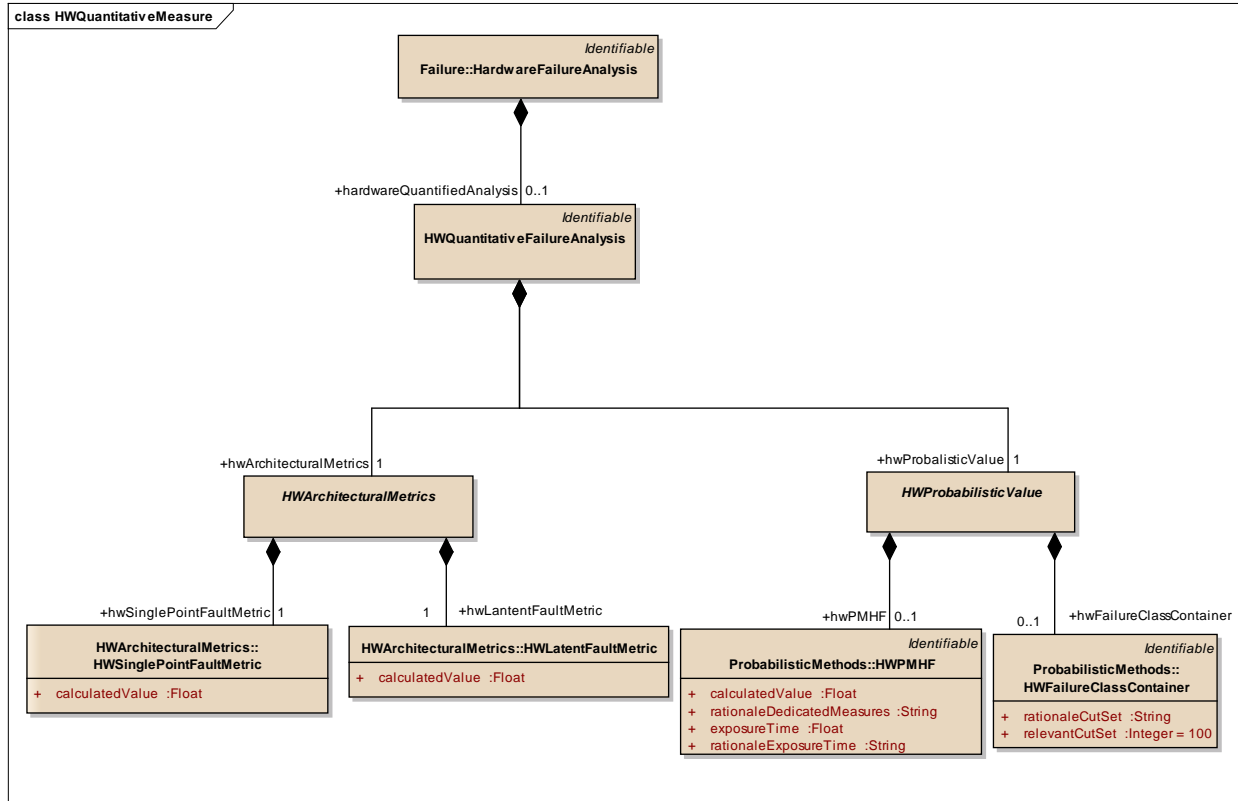 class HWQuantitativeMeasure
Identifiable
Failure::HardwareFailureAnalysis
+hardwareQuantifiedAnalysis 0..1
Identifiable
HWQuantitativeFailureAnalysis
+hwArchitecturalMetrics 1
HWArchitecturalMetrics
+hwProbalisticValue 1
HWProbabilisticValue
+hwSinglePointFaultMetric 1
HWArchitecturalMetrics::
HWSinglePointFaultMetric
+ calculatedValue :Float
1 +hwLantentFaultMetric
HWArchitecturalMetrics::HWLatentFaultMetric
+ calculatedValue :Float
+hwPMHF 0..1
Identifiable
ProbabilisticMethods::HWPMHF
+ calculatedValue :Float
+ rationaleDedicatedMeasures :String
+ exposureTime :Float
+ rationaleExposureTime :String
0..1 +hwFailureClassContainer
Identifiable
ProbabilisticMethods::
HWFailureClassContainer
+ rationaleCutSet :String
+ relevantCutSet :Integer = 100